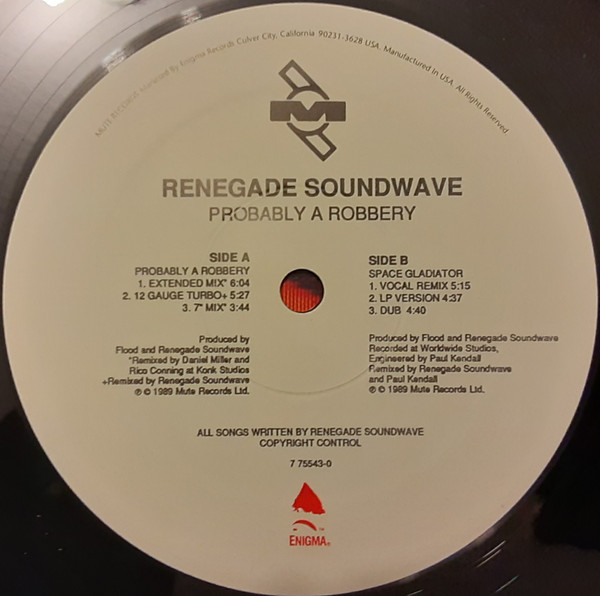 MUTE RECORDS, Distributed By Enigma Records Culver City, California 90231-3628 USA. Manufactured In USA. All Rights Reserved.
M
RENEGADE SOUNDWAVE
PROBABLY A ROBBERY
SIDE A
PROBABLY A ROBBERY
1. EXTENDED MIX* 6:04
2. 12 GAUGE TURBO+ 5:27
3. 7" MIX* 3:44
Produced by
Flood and Renegade Soundwave
*Remixed by Daniel Miller and
Rico Conning at Konk Studios
+Remixed by Renegade Soundwave
℗ © 1989 Mute Records Ltd.
SIDE B
SPACE GLADIATOR
1. VOCAL REMIX 5:15
2. LP VERSION 4:37
3. DUB 4:40
Produced by Flood and Renegade Soundwave
Recorded at Worldwide Studios,
Engineered by Paul Kendall
Remixed by Renegade Soundwave
and Paul Kendall
℗ © 1989 Mute Records Ltd.
ALL SONGS WRITTEN BY RENEGADE SOUNDWAVE
COPYRIGHT CONTROL
7 75543-0
ENIGMA®